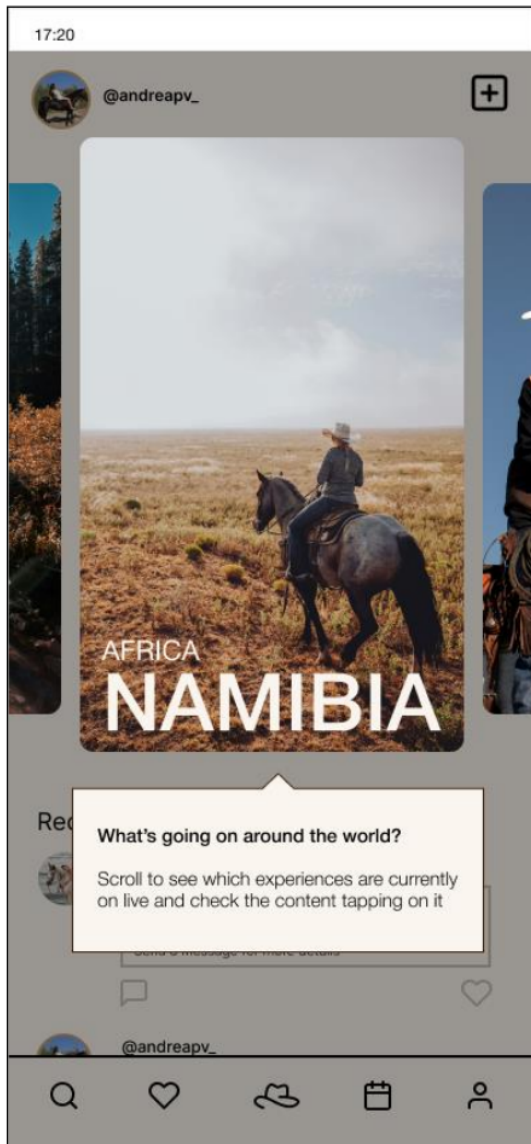 17:20
@andreapv_
AFRICA
NAMIBIA
What's going on around the world?
Scroll to see which experiences are currently
on live and check the content tapping on it
@andreapv_